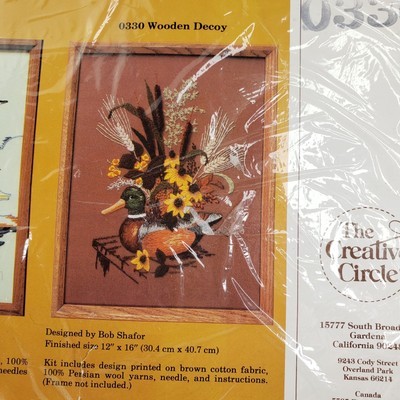 0330 Wooden Decoy
033
Designed by Bob Shafor
Finished size 12" x 16" (30.4 cm x 40.7 cm)
Kit includes design printed on brown cotton fabric,
100% Persian wool yarns, needle, and instructions.
(Frame not included.)
, 100%
needles
The
Creative
Circle
15777 South Broad
Gardena
California 9024
9243 Cody Street
Overland Park
Kansas 66214
Canada